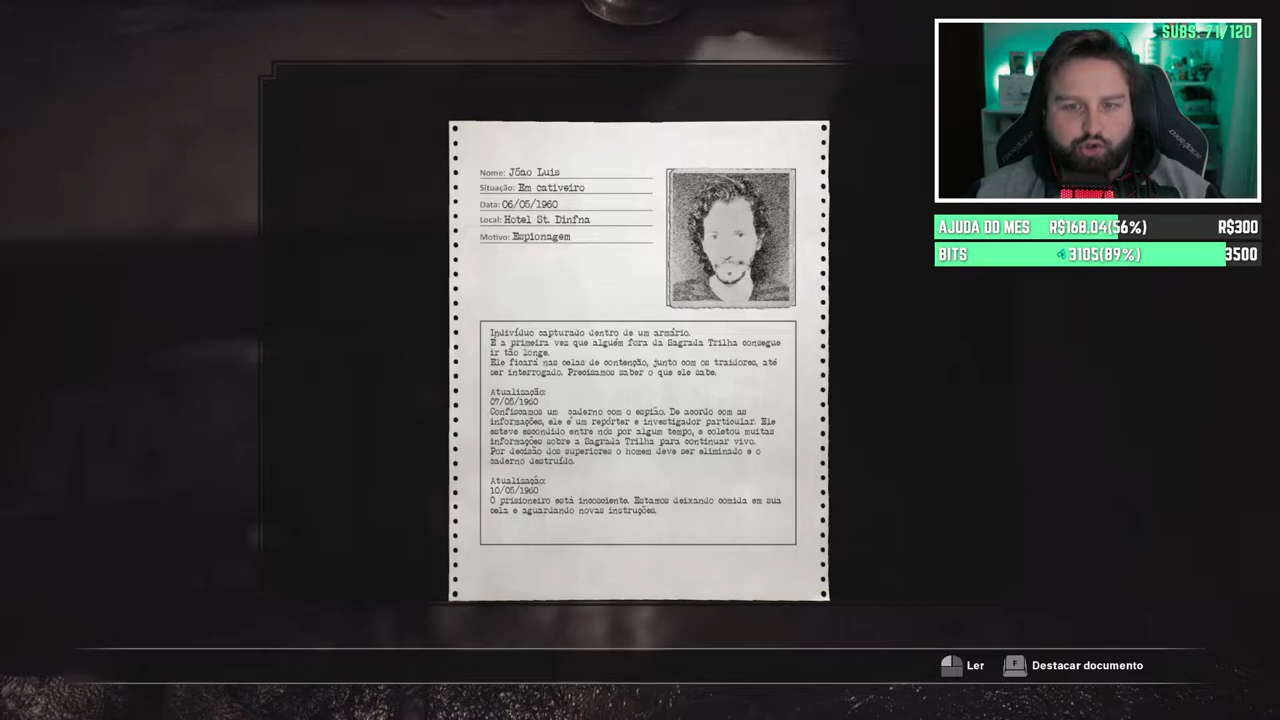 SUBS: 71/120
Nome: Jõao Luis
Situação: Em cativeiro
Data: 06/05/1960
Local: Hotel St. Dinfna
Motivo: Espionagem
Indivíduo capturado dentro de um armário.
É a primeira vez que alguém fora da Sagrada Trilha consegue
ir tão longe.
Ele ficará nas celas de contenção, junto com os traidores, até
ser interrogado. Precisamos saber o que ele sabe.
Atualização:
07/05/1960
Confiscamos um caderno com o espião. De acordo com as
informações, ele é um repórter e investigador particular. Ele
esteve escondido entre nós por algum tempo, e coletou muitas
informações sobre a Sagrada Trilha para continuar vivo.
Por decisão dos superiores o homem deve ser eliminado e o
caderno destruído.
Atualização:
10/05/1960
O prisioneiro está incosciente. Estamos deixando comida em sua
cela e aguardando novas instruções.
AJUDA DO MES R$168.04(56%) R$300
BITS 3105(89%) 3500
F
Ler
Destacar documento